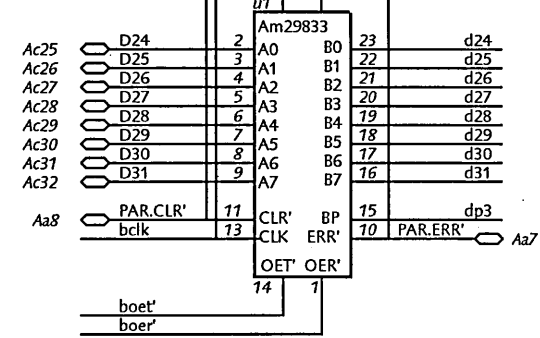 u1
Am29833
Ac25 D24 2 A0 B0 23 d24
Ac26 D25 3 A1 B1 22 d25
Ac27 D26 4 A2 B2 21 d26
Ac28 D27 5 A3 B3 20 d27
Ac29 D28 6 A4 B4 19 d28
Ac30 D29 7 A5 B5 18 d29
Ac31 D30 8 A6 B6 17 d30
Ac32 D31 9 A7 B7 16 d31
Aa8 PAR.CLR' 11 CLR' BP 15 dp3
bclk 13 CLK ERR' 10 PAR.ERR' Aa7
OET' OER'
14 1
boet'
boer'